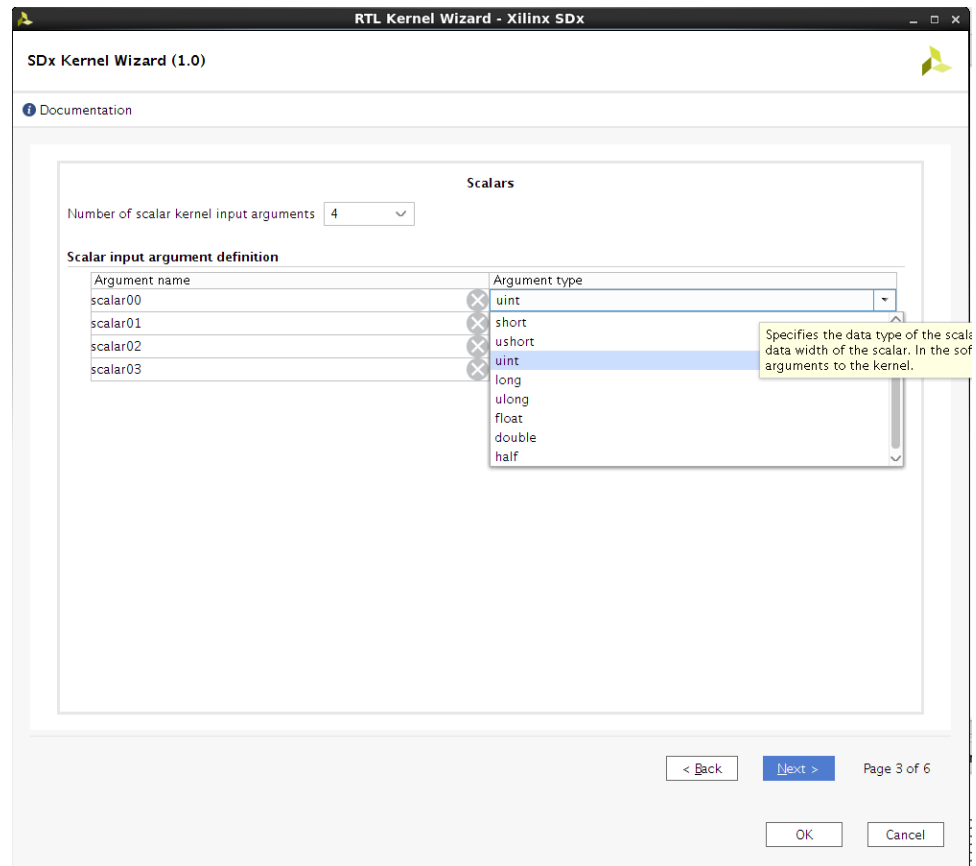 RTL Kernel Wizard - Xilinx SDx
SDx Kernel Wizard (1.0)
Documentation
Scalars
Number of scalar kernel input arguments 4
Scalar input argument definition
Argument name Argument type
scalar00 uint
scalar01
scalar02
scalar03
short
ushort
uint
long
ulong
float
double
half
Specifies the data type of the
data width of the scalar. In the
arguments to the kernel.
< Back Next > Page 3 of 6
OK Cancel